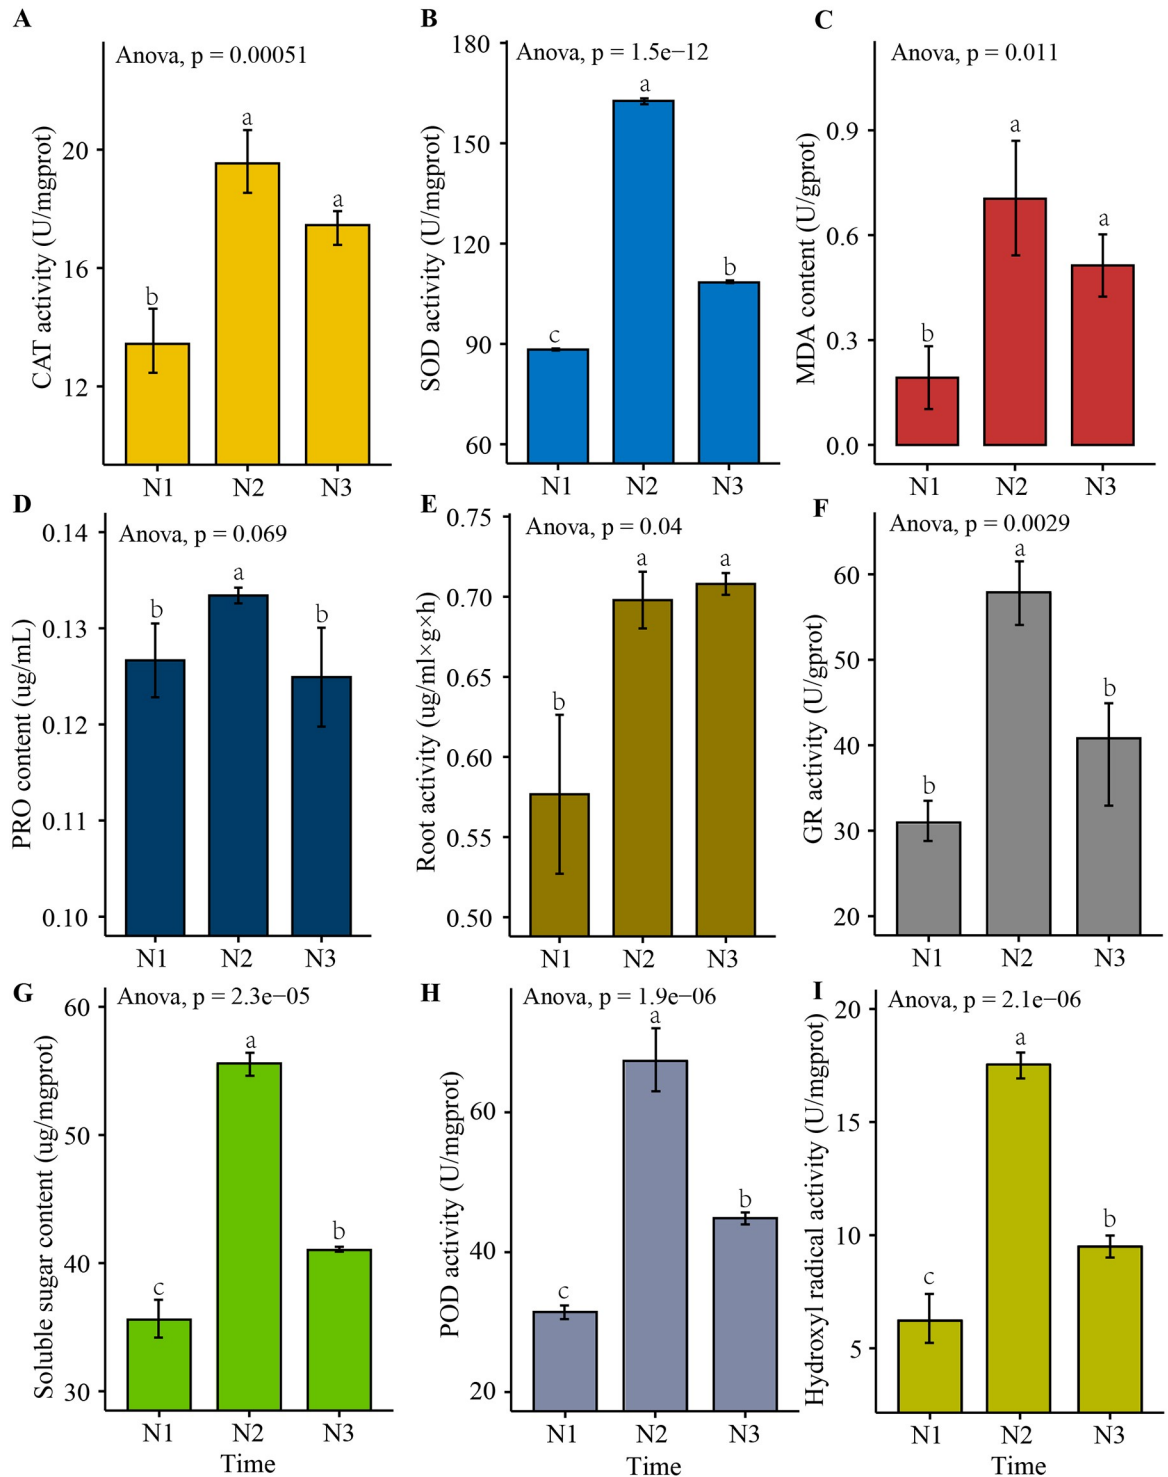 A
Anova, p = 0.00051
CAT activity (U/mgprot)
20
16
12
b
a
a
N1 N2 N3
B
Anova, p = 1.5e−12
SOD activity (U/mgprot)
180
150
120
90
60
c
a
b
N1 N2 N3
C
Anova, p = 0.011
MDA content (U/gprot)
0.9
0.6
0.3
0.0
b
a
a
N1 N2 N3
D
Anova, p = 0.069
PRO content (ug/mL)
0.14
0.13
0.12
0.11
0.10
b
a
b
N1 N2 N3
E
Anova, p = 0.04
Root activity (ug/ml×g×h)
0.75
0.70
0.65
0.60
0.55
0.50
b
a
a
N1 N2 N3
F
Anova, p = 0.0029
GR activity (U/gprot)
60
50
40
30
20
b
a
b
N1 N2 N3
G
Anova, p = 2.3e−05
Soluble sugar content (ug/mgprot)
60
50
40
30
c
a
b
N1 N2 N3
Time
H
Anova, p = 1.9e−06
POD activity (U/mgprot)
60
40
20
c
a
b
N1 N2 N3
I
Anova, p = 2.1e−06
Hydroxyl radical activity (U/mgprot)
20
15
10
5
c
a
b
N1 N2 N3
Time